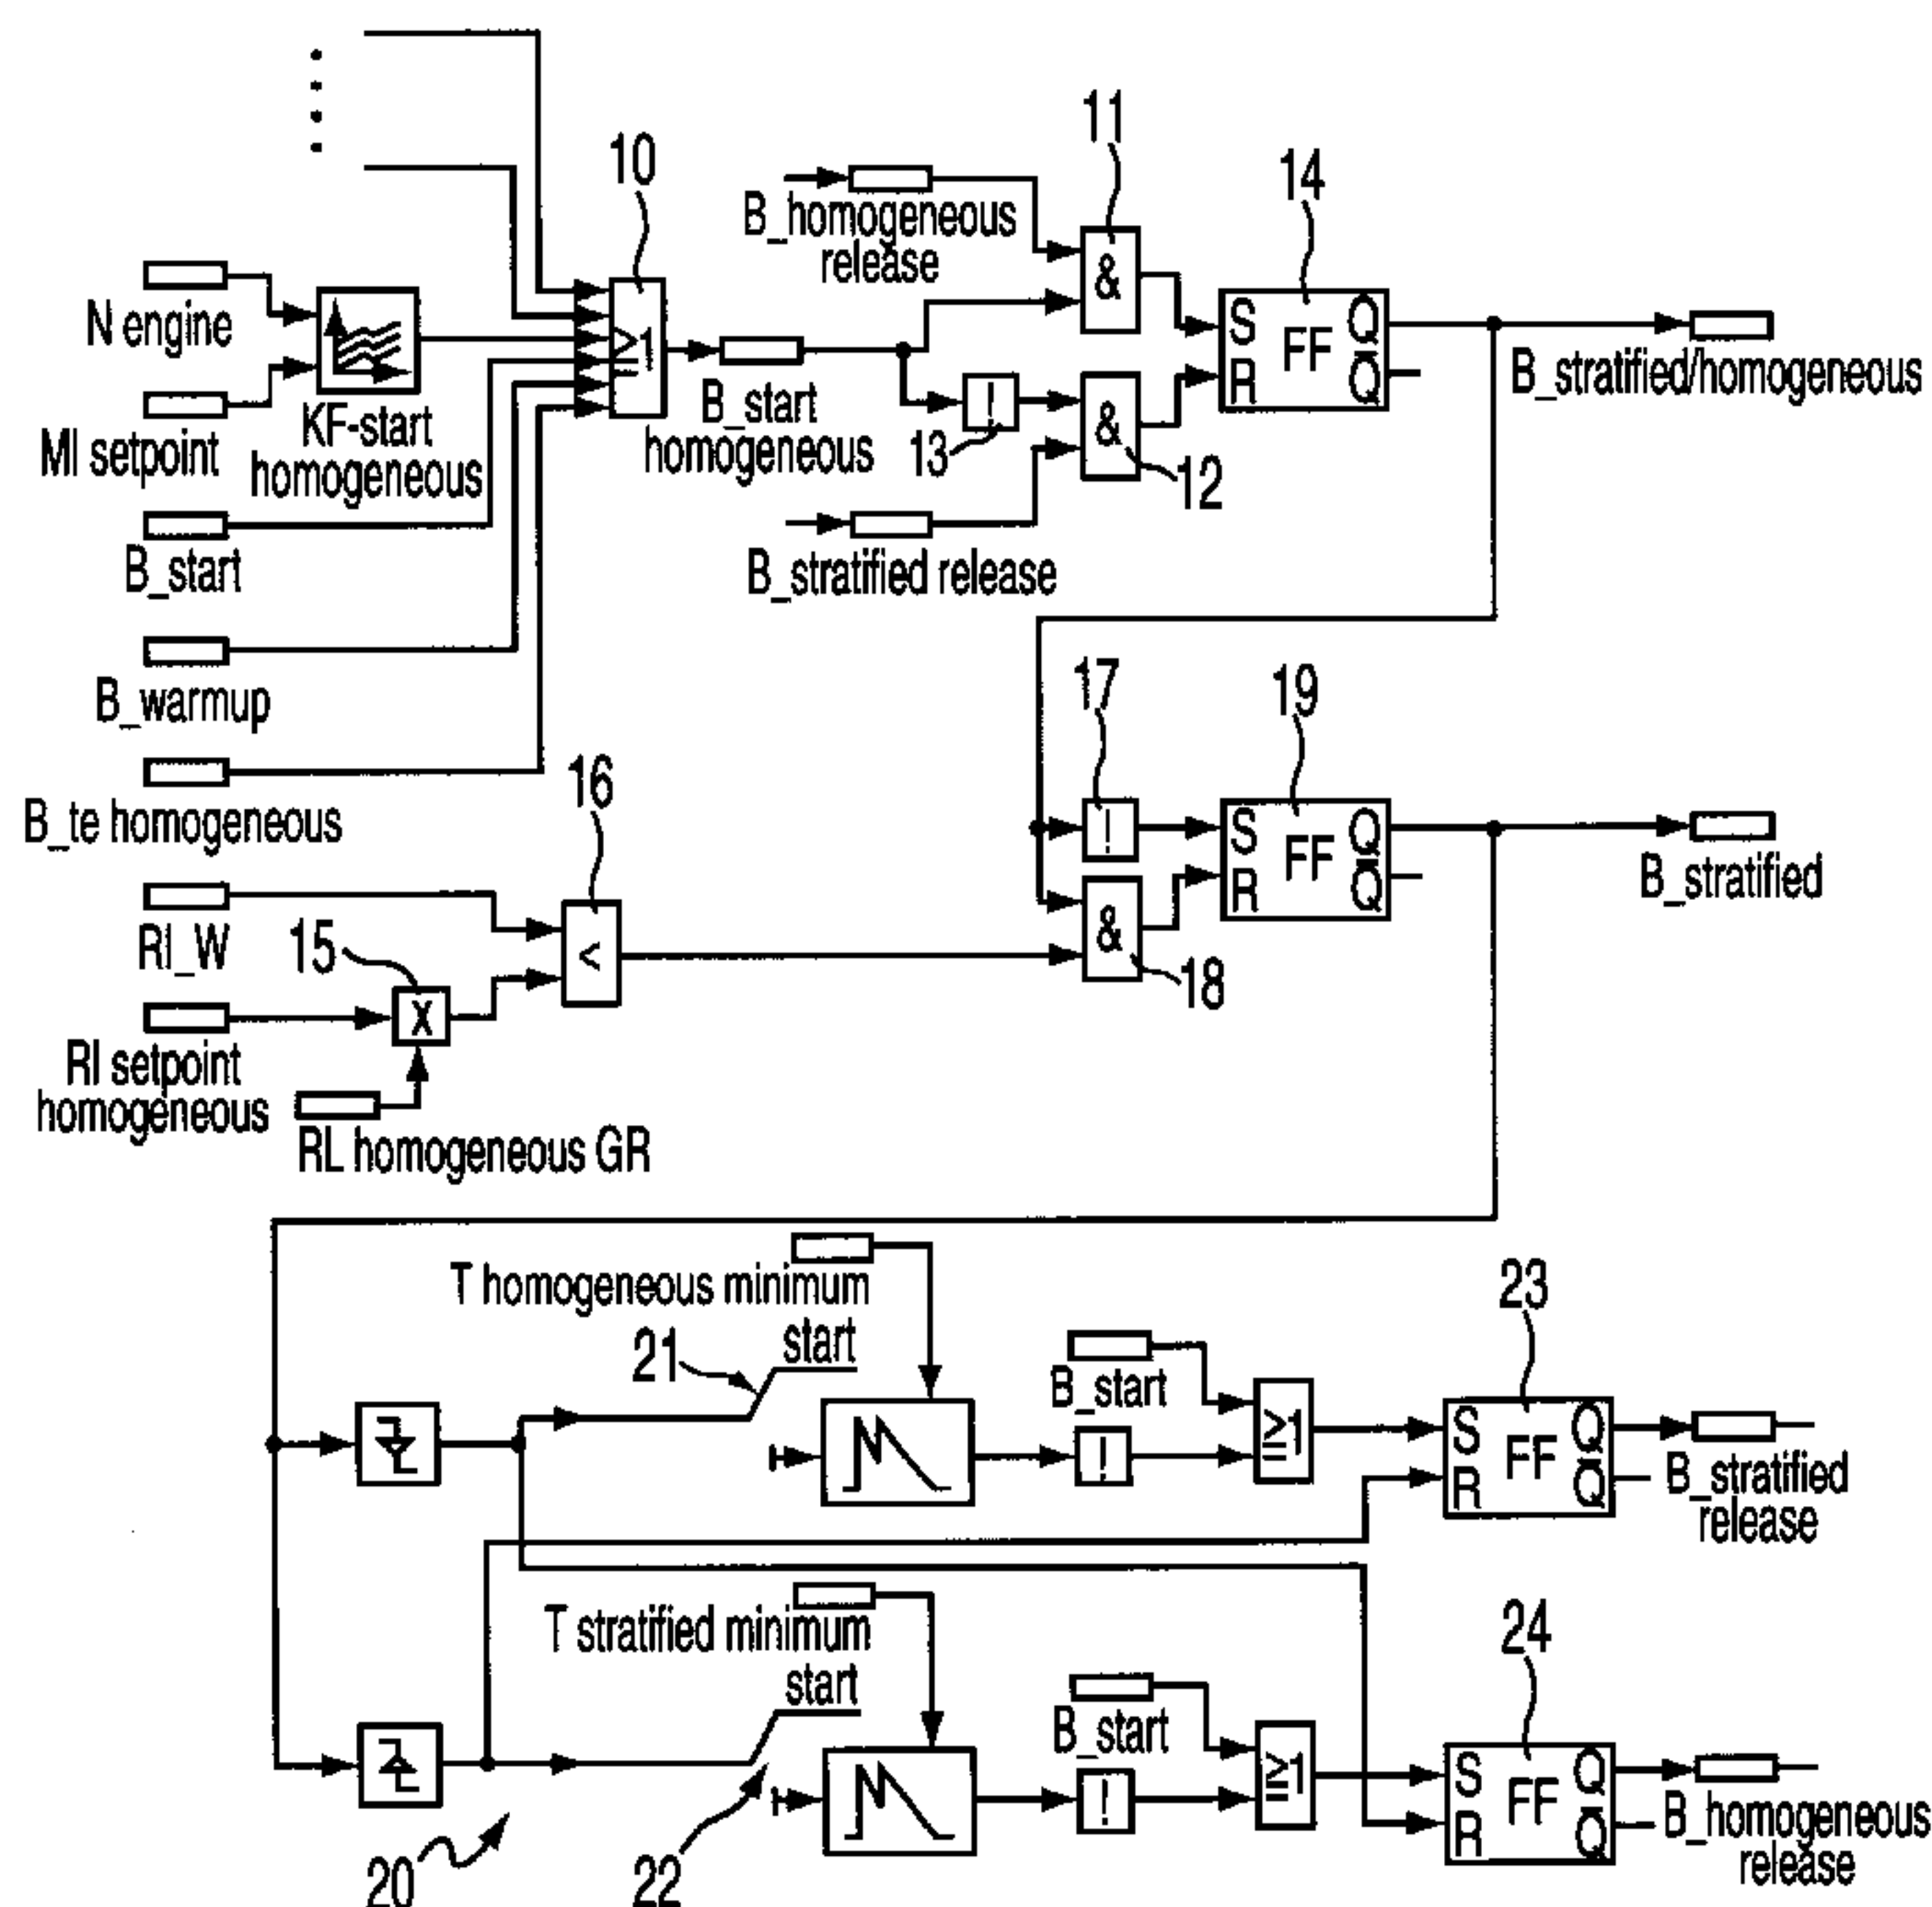 10
11
14
B_homogeneous
release
&
N engine
S
FF
Q
R
Q
≥1
B_stratified/homogeneous
KF-start
homogeneous
MI setpoint
B_start
homogeneous
!
13
&
12
B_start
B_stratified release
B_warmup
17
19
16
B_te homogeneous
!
S
FF
Q
R
Q
B_stratified
RI_W
15
<
&
18
X
RI setpoint
homogeneous
RL homogeneous GR
T homogeneous minimum
23
21
start
B_start
≥1
!
S
FF
Q
R
Q
B_stratified
release
T stratified minimum
24
start
B_start
≥1
!
S
FF
Q
R
Q
B_homogeneous
release
20
22